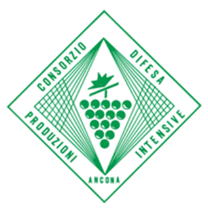 CONSORZIO
DIFESA
PRODUZIONI
INTENSIVE
ANCONA